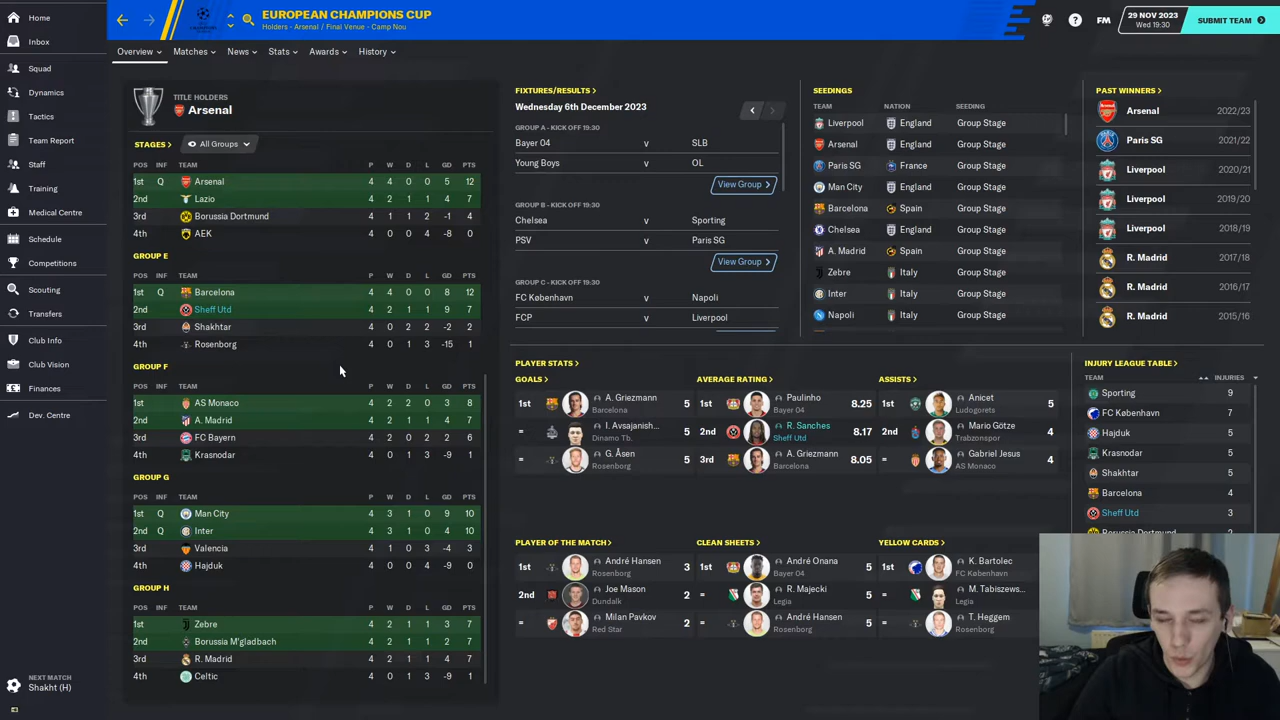 Home
Inbox
Squad
Dynamics
Tactics
Team Report
Staff
Training
Medical Centre
Schedule
Competitions
Scouting
Transfers
Club Info
Club Vision
Finances
Dev. Centre
NEXT MATCH
Shakht (H)
EUROPEAN CHAMPIONS CUP
Holders - Arsenal / Final Venue - Camp Nou
FM
29 NOV 2023
Wed 19:30
SUBMIT TEAM
Overview
Matches
News
Stats
Awards
History
TITLE HOLDERS
Arsenal
STAGES >
All Groups
POS INF TEAM P W D L GD PTS
1st Q Arsenal 4 4 0 0 5 12
2nd Lazio 4 2 1 1 4 7
3rd Borussia Dortmund 4 1 1 2 -1 4
4th AEK 4 0 0 4 -8 0
GROUP E
POS INF TEAM P W D L GD PTS
1st Q Barcelona 4 4 0 0 8 12
2nd Sheff Utd 4 2 1 1 9 7
3rd Shakhtar 4 0 2 2 -2 2
4th Rosenborg 4 0 1 3 -15 1
GROUP F
POS INF TEAM P W D L GD PTS
1st AS Monaco 4 2 2 0 3 8
2nd A. Madrid 4 2 1 1 4 7
3rd FC Bayern 4 2 0 2 2 6
4th Krasnodar 4 0 1 3 -9 1
GROUP G
POS INF TEAM P W D L GD PTS
1st Q Man City 4 3 1 0 9 10
2nd Q Inter 4 3 1 0 4 10
3rd Valencia 4 1 0 3 -4 3
4th Hajduk 4 0 0 4 -9 0
GROUP H
POS INF TEAM P W D L GD PTS
1st Zebre 4 2 1 1 3 7
2nd Borussia M'gladbach 4 2 1 1 2 7
3rd R. Madrid 4 2 1 1 4 7
4th Celtic 4 0 1 3 -9 1
FIXTURES/RESULTS >
Wednesday 6th December 2023
GROUP A - KICK OFF 19:30
Bayer 04 v SLB
Young Boys v OL
View Group >
GROUP B - KICK OFF 19:30
Chelsea v Sporting
PSV v Paris SG
View Group >
GROUP C - KICK OFF 19:30
FC København v Napoli
FCP v Liverpool
SEEDINGS
TEAM NATION SEEDING
Liverpool England Group Stage
Arsenal England Group Stage
Paris SG France Group Stage
Man City England Group Stage
Barcelona Spain Group Stage
Chelsea England Group Stage
A. Madrid Spain Group Stage
Zebre Italy Group Stage
Inter Italy Group Stage
Napoli Italy Group Stage
PAST WINNERS >
Arsenal 2022/23
Paris SG 2021/22
Liverpool 2020/21
Liverpool 2019/20
Liverpool 2018/19
R. Madrid 2017/18
R. Madrid 2016/17
R. Madrid 2015/16
PLAYER STATS >
GOALS >
1st A. Griezmann 5
Barcelona
= I. Avsajanish... 5
Dinamo Tb.
= G. Åsen 5
Rosenborg
AVERAGE RATING >
1st Paulinho 8.25
Bayer 04
2nd R. Sanches 8.17
Sheff Utd
3rd A. Griezmann 8.05
Barcelona
ASSISTS >
1st Anicet 5
Ludogorets
2nd Mario Götze 4
Trabzonspor
= Gabriel Jesus 4
AS Monaco
PLAYER OF THE MATCH >
1st André Hansen 3
Rosenborg
2nd Joe Mason 2
Dundalk
= Milan Pavkov 2
Red Star
CLEAN SHEETS >
1st André Onana 5
Bayer 04
= R. Majecki 5
Legia
= André Hansen 5
Rosenborg
YELLOW CARDS >
1st K. Bartolec
FC København
= M. Tabiszews...
Legia
= T. Heggem
Rosenborg
INJURY LEAGUE TABLE >
TEAM INJURIES
Sporting 9
FC København 7
Hajduk 5
Krasnodar 5
Shakhtar 5
Barcelona 4
Sheff Utd 3